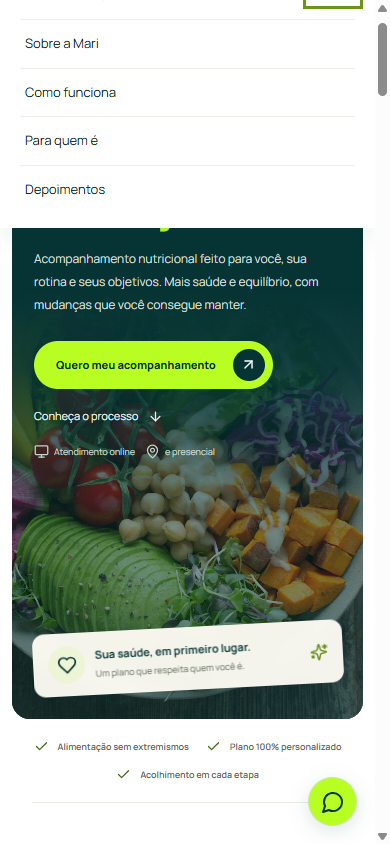 Sobre a Mari
Como funciona
Para quem é
Depoimentos
Acompanhamento nutricional feito para você, sua
rotina e seus objetivos. Mais saúde e equilíbrio, com
mudanças que você consegue manter.
Quero meu acompanhamento
Conheça o processo
Atendimento online e presencial
Sua saúde, em primeiro lugar.
Um plano que respeita quem você é.
Alimentação sem extremismos Plano 100% personalizado
Acolhimento em cada etapa